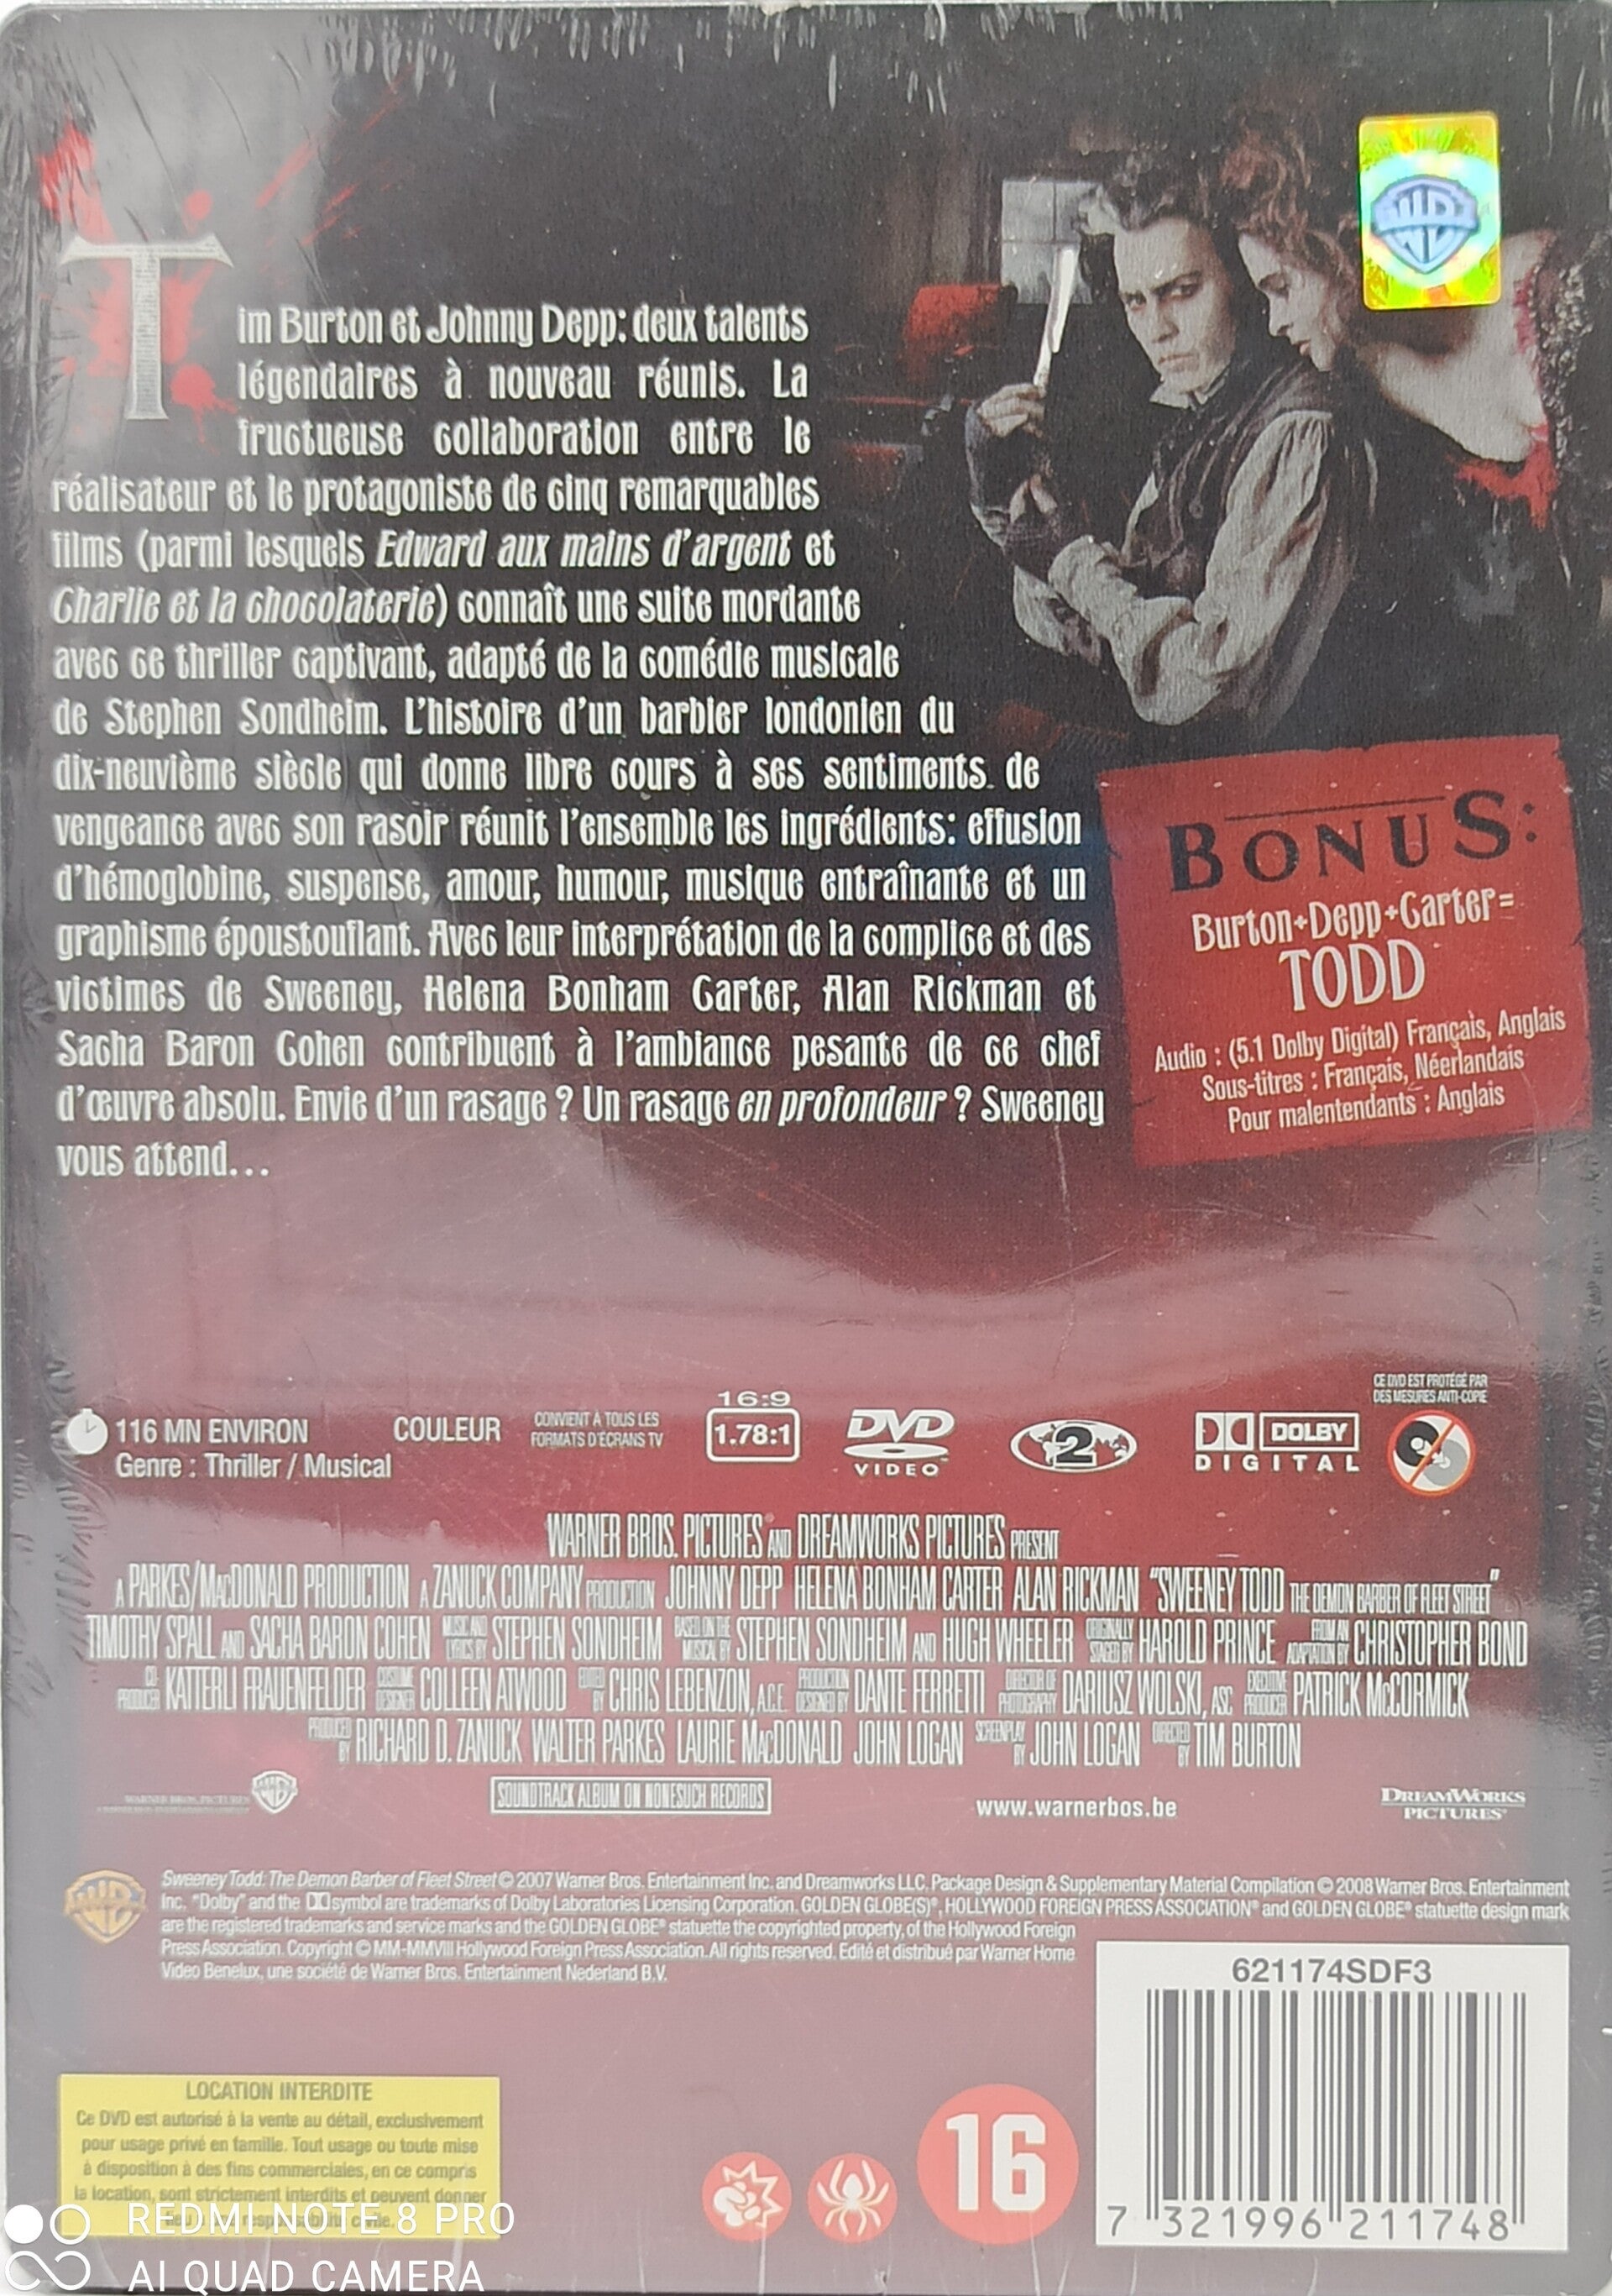 Tim Burton et Johnny Depp: deux talents
légendaires à nouveau réunis. La
fructueuse collaboration entre le
réalisateur et le protagoniste de cinq remarquables
films (parmi lesquels Edward aux mains d'argent et
Charlie et la chocolaterie) connaît une suite mordante
avec ce thriller captivant, adapté de la comédie musicale
de Stephen Sondheim. L'histoire d'un barbier londonien du
dix-neuvième siècle qui donne libre cours à ses sentiments de
vengeance avec son rasoir réunit l'ensemble les ingrédients: effusion
d'hémoglobine, suspense, amour, humour, musique entraînante et un
graphisme époustouflant. Avec leur interprétation de la complice et des
victimes de Sweeney, Helena Bonham Carter, Alan Rickman et
Sacha Baron Cohen contribuent à l'ambiance pesante de ce chef
d'œuvre absolu. Envie d'un rasage ? Un rasage en profondeur ? Sweeney
vous attend...
BONUS:
Burton+Depp+Carter=
TODD
Audio : (5.1 Dolby Digital) Français, Anglais
Sous-titres : Français, Néerlandais
Pour malentendants : Anglais
116 MN ENVIRON
Genre : Thriller / Musical
COULEUR
CONVIENT À TOUS LES
FORMATS D'ÉCRANS TV
16:9
1.78:1
DVD
VIDEO
2
DOLBY
DIGITAL
CE DVD EST PROTÉGÉ PAR
DES MESURES ANTI-COPIE
WARNER BROS. PICTURES AND DREAMWORKS PICTURES PRESENT
A PARKES/MACDONALD PRODUCTION A ZANUCK COMPANY PRODUCTION JOHNNY DEPP HELENA BONHAM CARTER ALAN RICKMAN "SWEENEY TODD THE DEMON BARBER OF FLEET STREET"
TIMOTHY SPALL AND SACHA BARON COHEN MUSIC AND LYRICS BY STEPHEN SONDHEIM BASED ON THE MUSICAL BY STEPHEN SONDHEIM AND HUGH WHEELER ORIGINALLY STAGED BY HAROLD PRINCE FROM AN ADAPTATION BY CHRISTOPHER BOND
CO-PRODUCER KATTERLI FRAUENFELDER COSTUME DESIGNER COLLEEN ATWOOD EDITED BY CHRIS LEBENZON, A.C.E. PRODUCTION DESIGNED BY DANTE FERRETTI DIRECTOR OF PHOTOGRAPHY DARIUSZ WOLSKI, ASC EXECUTIVE PRODUCER PATRICK McCORMICK
PRODUCED BY RICHARD D. ZANUCK WALTER PARKES LAURIE MACDONALD JOHN LOGAN SCREENPLAY BY JOHN LOGAN DIRECTED BY TIM BURTON
WARNER BROS. PICTURES
SOUNDTRACK ALBUM ON NONESUCH RECORDS
www.warnerbos.be
DREAMWORKS
PICTURES
Sweeney Todd: The Demon Barber of Fleet Street © 2007 Warner Bros. Entertainment Inc. and Dreamworks LLC. Package Design & Supplementary Material Compilation © 2008 Warner Bros. Entertainment
Inc. "Dolby" and the symbol are trademarks of Dolby Laboratories Licensing Corporation. GOLDEN GLOBE(S)®, HOLLYWOOD FOREIGN PRESS ASSOCIATION® and GOLDEN GLOBE® statuette design mark
are the registered trademarks and service marks and the GOLDEN GLOBE® statuette the copyrighted property, of the Hollywood Foreign
Press Association. Copyright © MM-MMVIII Hollywood Foreign Press Association. All rights reserved. Edité et distribué par Warner Home
Video Benelux, une société de Warner Bros. Entertainment Nederland B.V.
621174SDF3
7 321996 211748
16
LOCATION INTERDITE
Ce DVD est autorisé à la vente au détail, exclusivement
pour usage privé en famille. Tout usage ou toute mise
à disposition à des fins commerciales, en ce compris
la location, sont strictement interdits et peuvent donner
REDMI NOTE 8 PRO
AI QUAD CAMERA